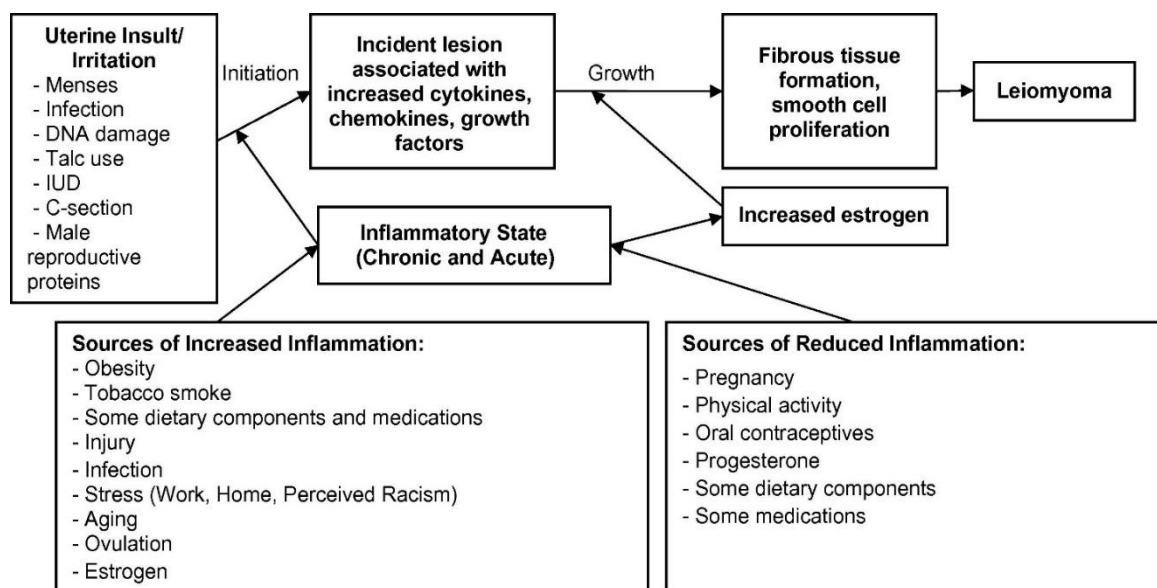 Uterine Insult/
Irritation
- Menses
- Infection
- DNA damage
- Talc use
- IUD
- C-section
- Male
reproductive
proteins
Initiation
Incident lesion
associated with
increased cytokines,
chemokines, growth
factors
Growth
Fibrous tissue
formation,
smooth cell
proliferation
Leiomyoma
Inflammatory State
(Chronic and Acute)
Increased estrogen
Sources of Increased Inflammation:
- Obesity
- Tobacco smoke
- Some dietary components and medications
- Injury
- Infection
- Stress (Work, Home, Perceived Racism)
- Aging
- Ovulation
- Estrogen
Sources of Reduced Inflammation:
- Pregnancy
- Physical activity
- Oral contraceptives
- Progesterone
- Some dietary components
- Some medications